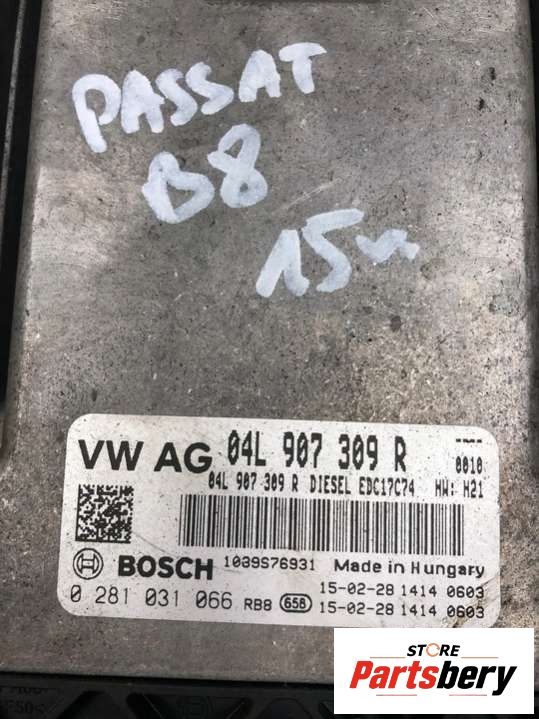 PASSAT
B8
15
VW AG 04L 907 309 R
0010
04L 907 309 R DIESEL EDC17C74 HW: H21
BOSCH 1039S76931 Made in Hungary
0 281 031 066 RB8 658 15-02-28 1414 0603
15-02-28 1414 0603
STORE
Partsbery